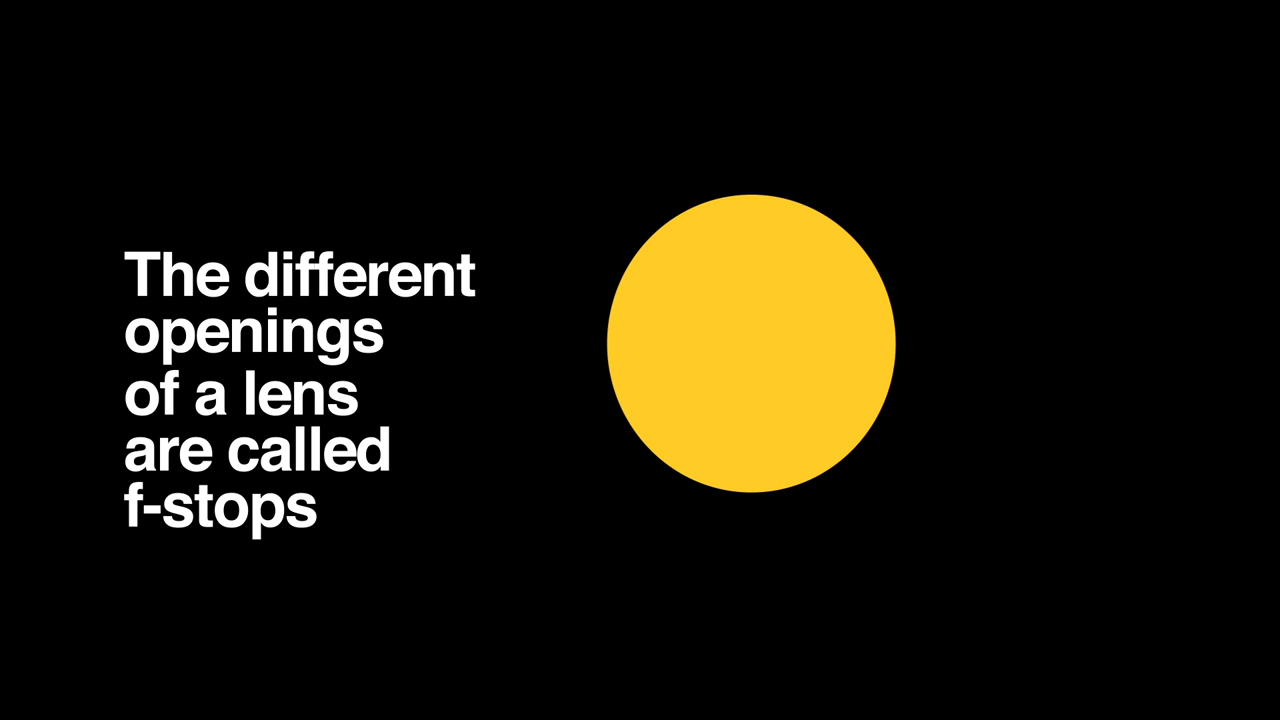 The different
openings
of a lens
are called
f-stops